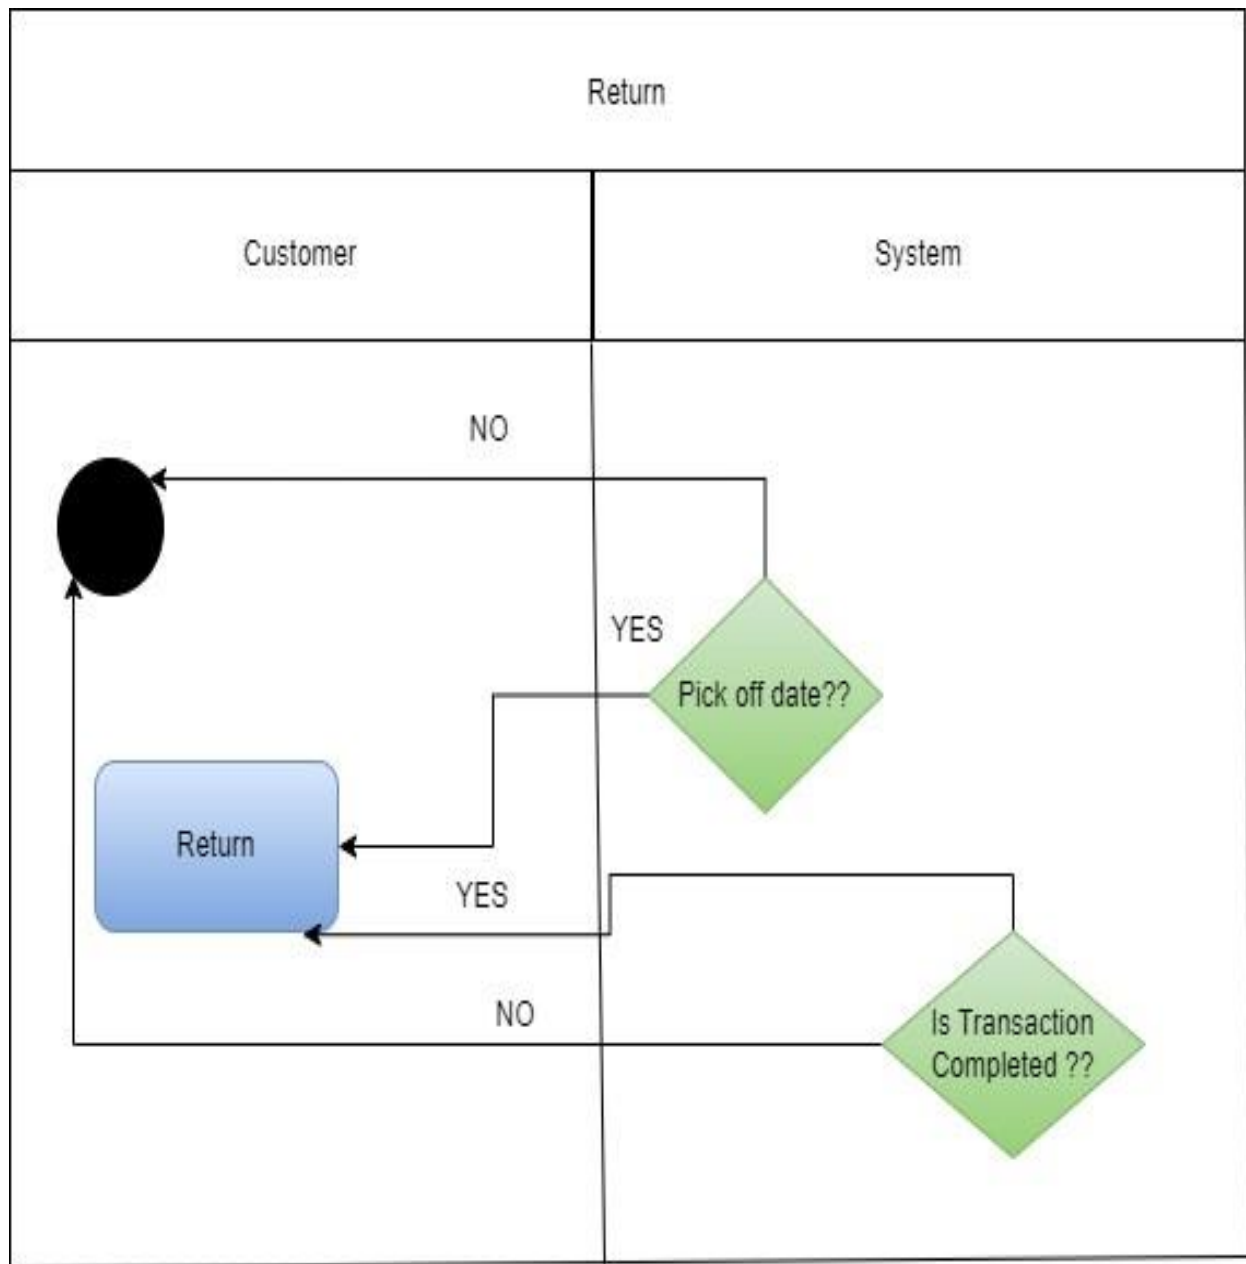 Return
Customer
System
NO
YES
Pick off date??
Return
YES
NO
Is Transaction
Completed ??